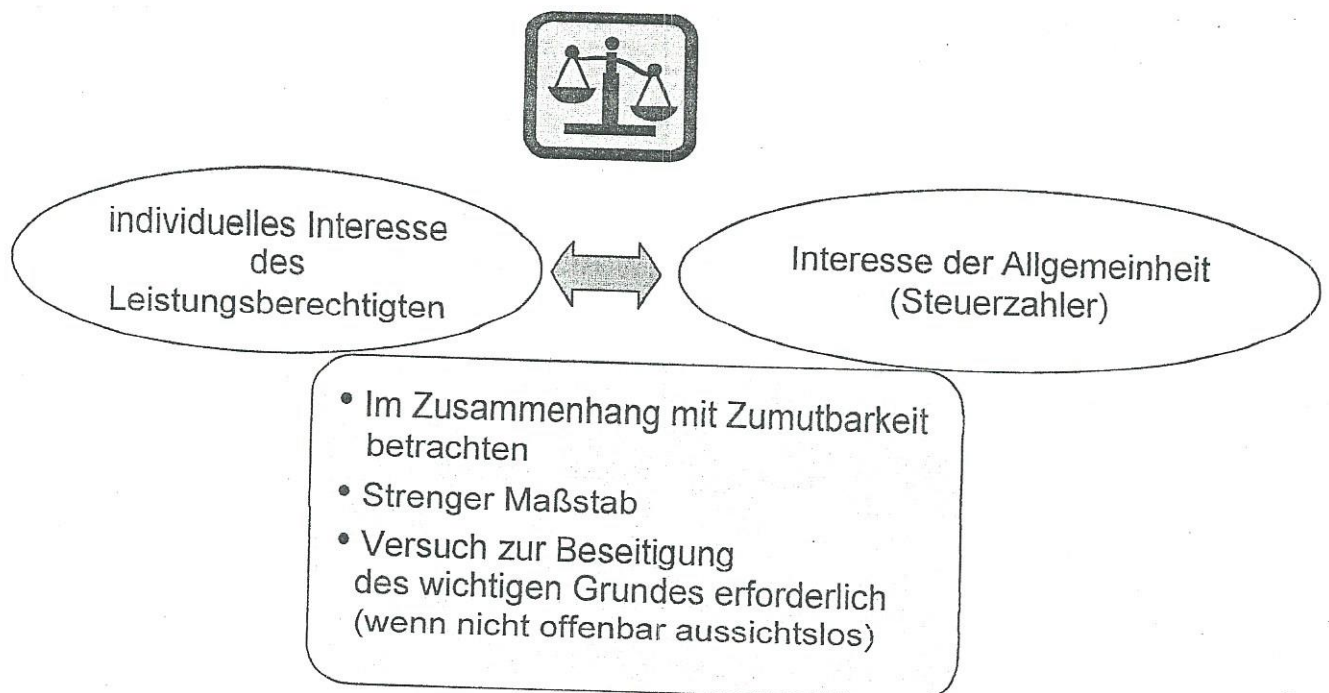 individuelles Interesse
des
Leistungsberechtigten
Interesse der Allgemeinheit
(Steuerzahler)
• Im Zusammenhang mit Zumutbarkeit
betrachten
• Strenger Maßstab
• Versuch zur Beseitigung
des wichtigen Grundes erforderlich
(wenn nicht offenbar aussichtslos)